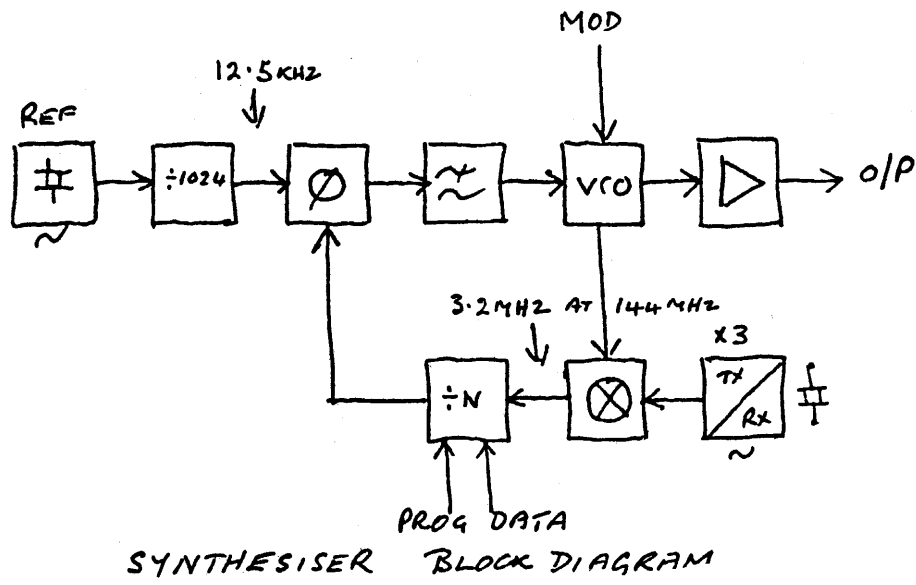 MOD
12.5KHZ
REF
÷1024
Ø
VCO
O/P
3.2MHZ AT 144MHZ
X3
÷N
TX
RX
PROG DATA
SYNTHESISER BLOCK DIAGRAM